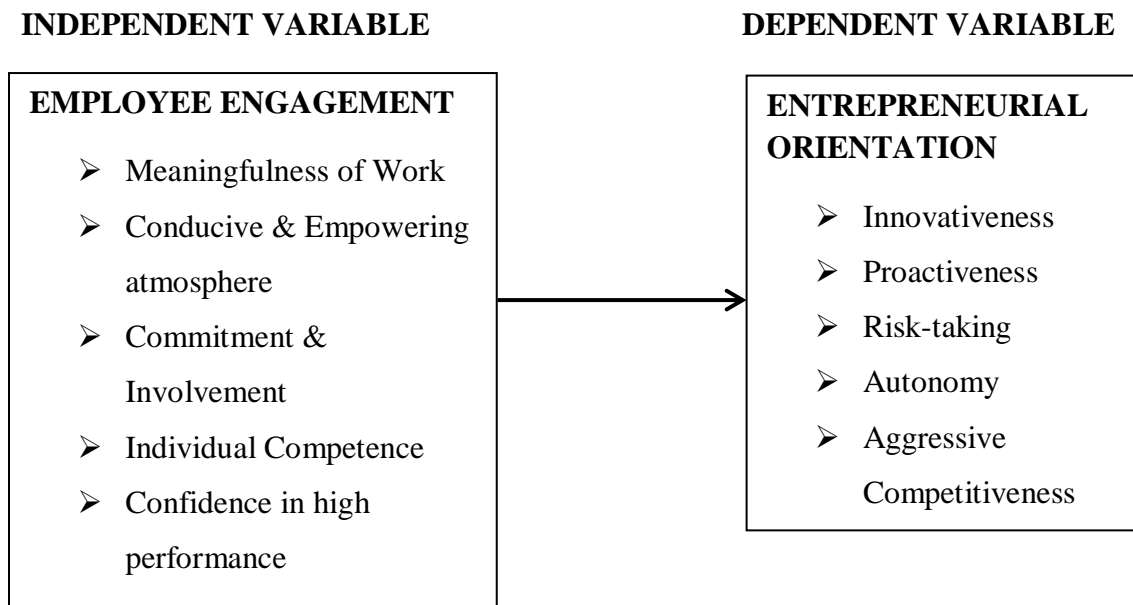 INDEPENDENT VARIABLE
EMPLOYEE ENGAGEMENT
➢ Meaningfulness of Work
➢ Conducive & Empowering
atmosphere
➢ Commitment &
Involvement
➢ Individual Competence
➢ Confidence in high
performance
DEPENDENT VARIABLE
ENTREPRENEURIAL
ORIENTATION
➢ Innovativeness
➢ Proactiveness
➢ Risk-taking
➢ Autonomy
➢ Aggressive
Competitiveness